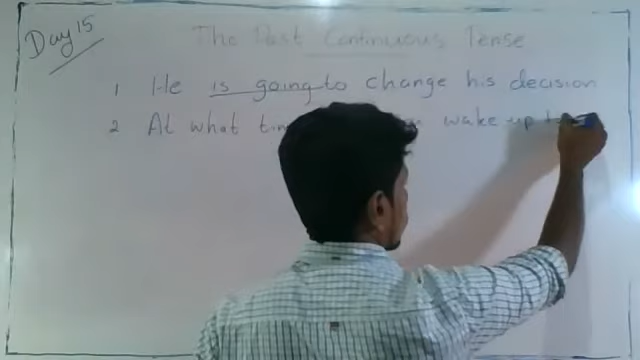 Day 15
The Past Continuous Tense
1 He is going to change his decision
2 At what wake up